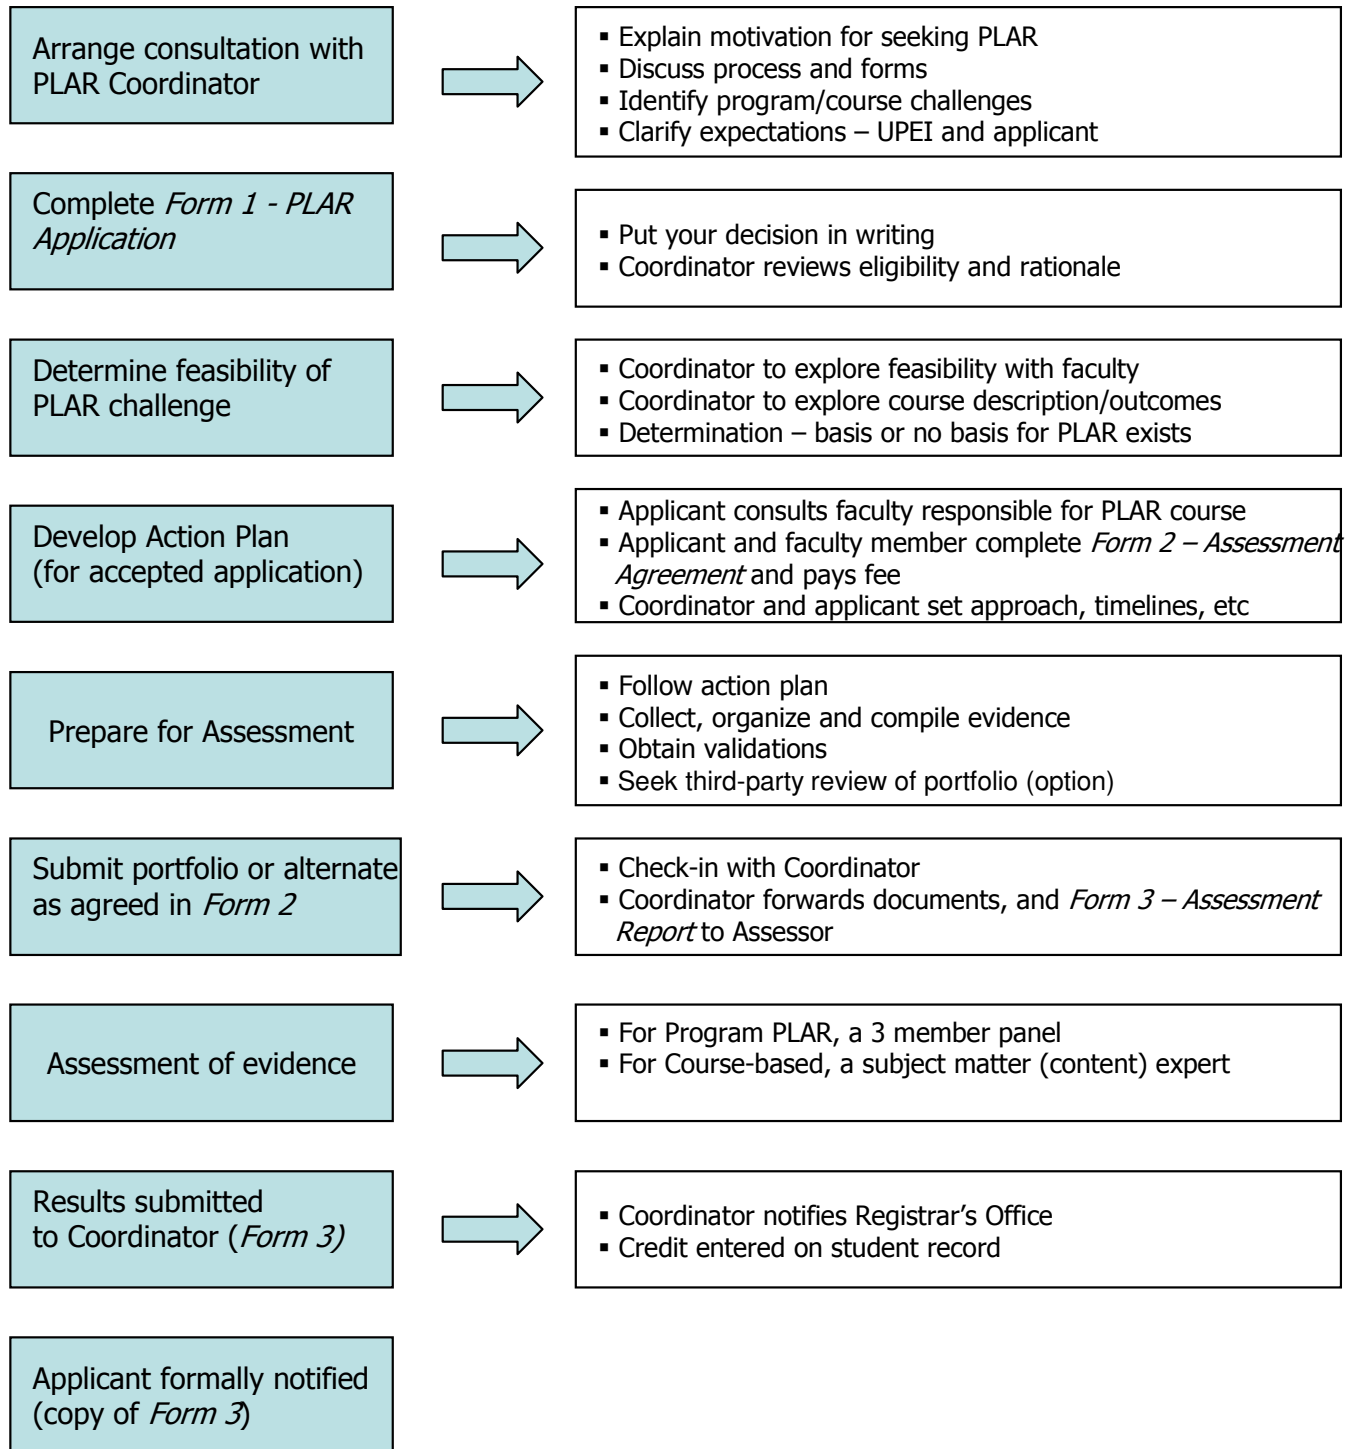 Arrange consultation with
PLAR Coordinator
▪ Explain motivation for seeking PLAR
▪ Discuss process and forms
▪ Identify program/course challenges
▪ Clarify expectations – UPEI and applicant
Complete Form 1 - PLAR
Application
▪ Put your decision in writing
▪ Coordinator reviews eligibility and rationale
Determine feasibility of
PLAR challenge
▪ Coordinator to explore feasibility with faculty
▪ Coordinator to explore course description/outcomes
▪ Determination – basis or no basis for PLAR exists
Develop Action Plan
(for accepted application)
▪ Applicant consults faculty responsible for PLAR course
▪ Applicant and faculty member complete Form 2 – Assessment
Agreement and pays fee
▪ Coordinator and applicant set approach, timelines, etc
Prepare for Assessment
▪ Follow action plan
▪ Collect, organize and compile evidence
▪ Obtain validations
▪ Seek third-party review of portfolio (option)
Submit portfolio or alternate
as agreed in Form 2
▪ Check-in with Coordinator
▪ Coordinator forwards documents, and Form 3 – Assessment
Report to Assessor
Assessment of evidence
▪ For Program PLAR, a 3 member panel
▪ For Course-based, a subject matter (content) expert
Results submitted
to Coordinator (Form 3)
▪ Coordinator notifies Registrar’s Office
▪ Credit entered on student record
Applicant formally notified
(copy of Form 3)